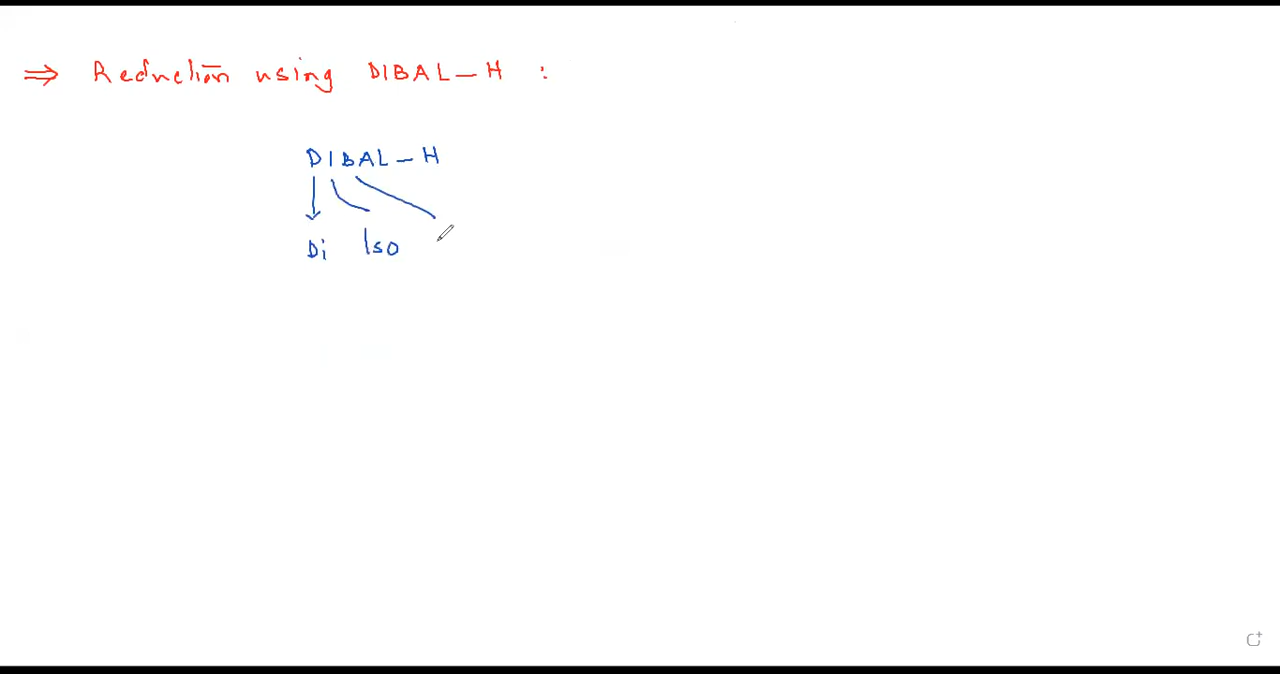 ⇒ Reduction using DIBAL-H :
DIBAL-H
Di Iso